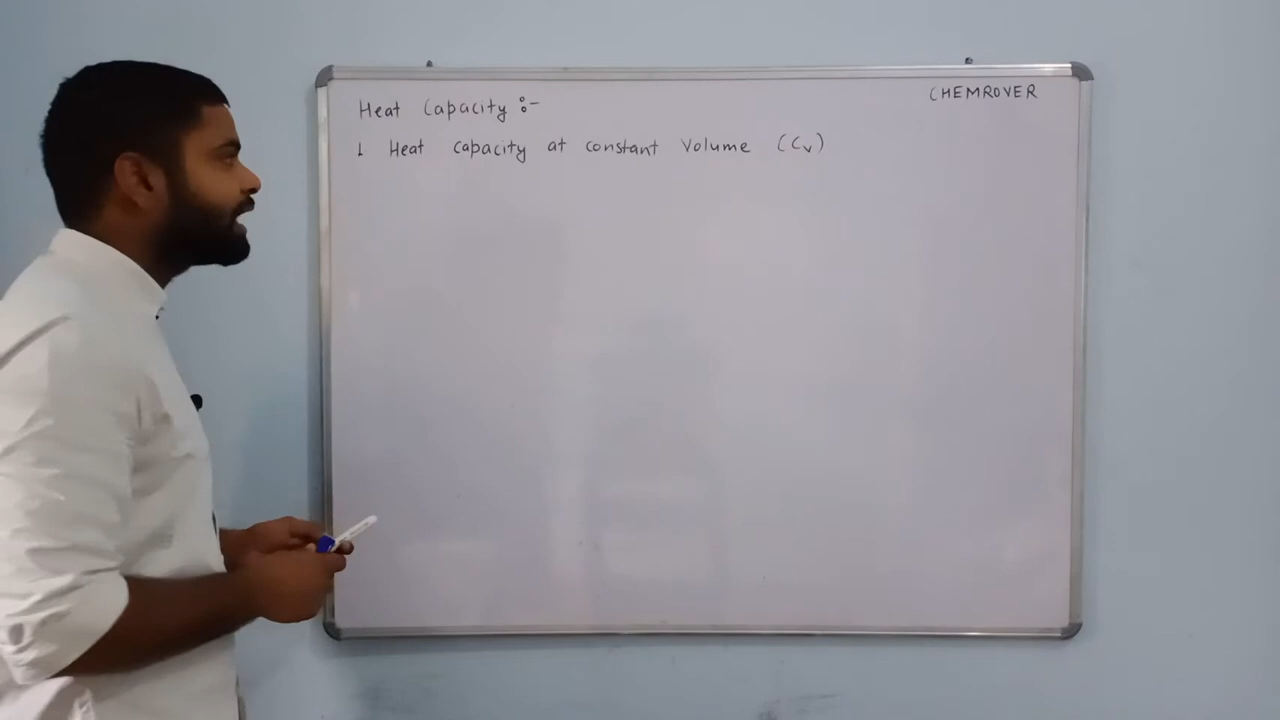 CHEMROVER
Heat Capacity :-
1 Heat capacity at constant Volume (Cv)